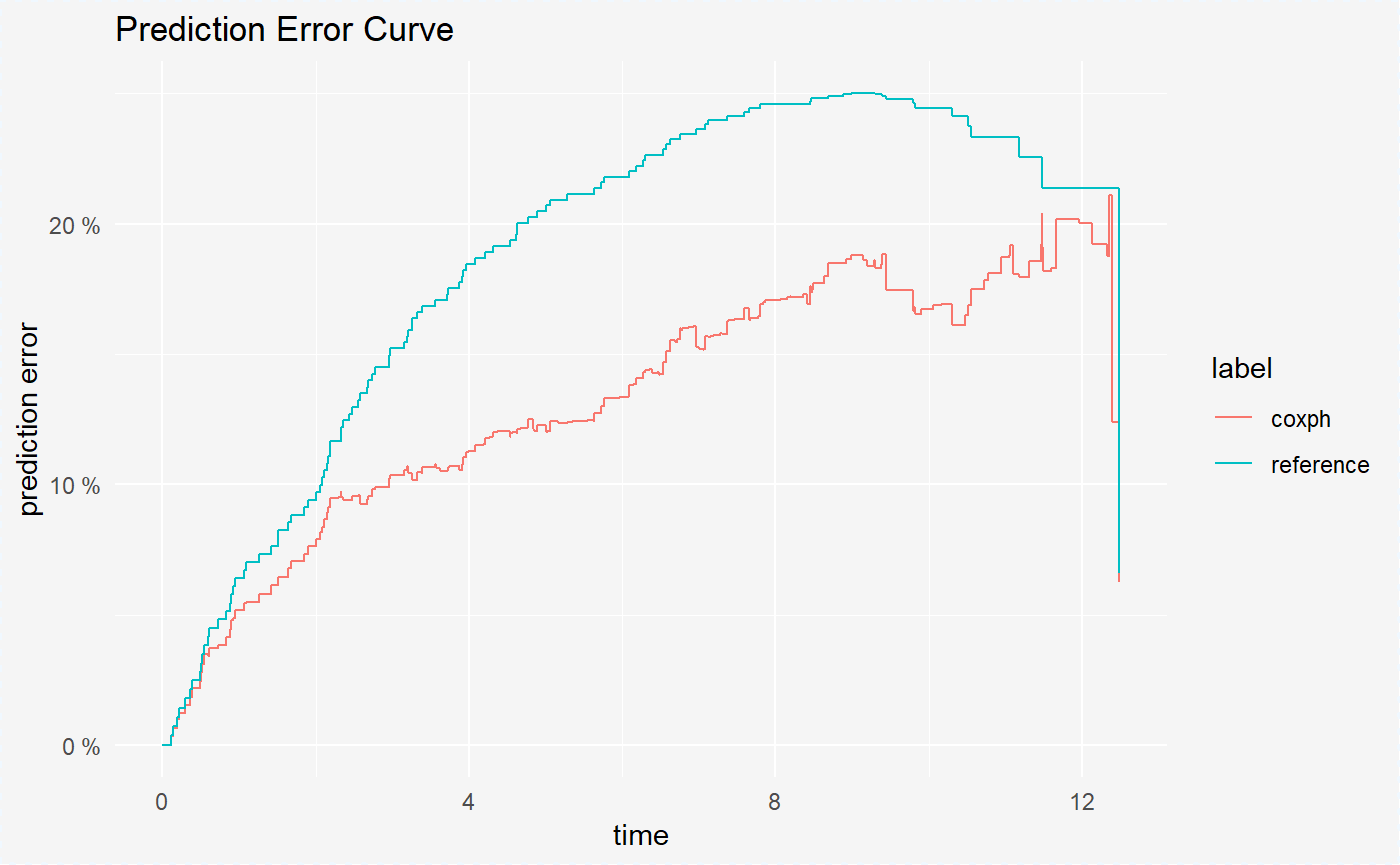 Prediction Error Curve
prediction error
20 %
10 %
0 %
0
4
8
12
time
label
coxph
reference